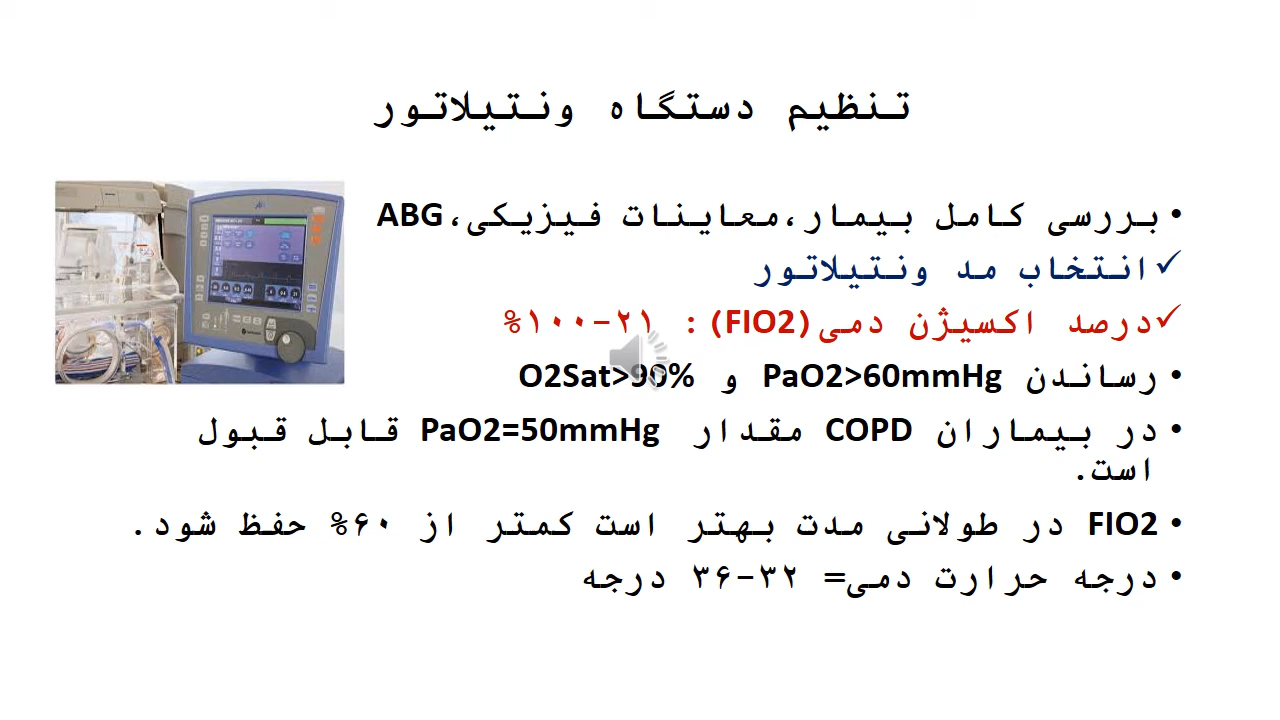 تنظیم دستگاه ونتیلاتور
• بررسی کامل بیمار،معاینات فیزیکی،ABG
✓انتخاب مد ونتیلاتور
✓درصد اکسیژن دمی(FIO2): ۲۱-۱۰۰%
• رساندن PaO2>60mmHg و O2Sat>90%
• در بیماران COPD مقدار PaO2=50mmHg قابل قبول
است.
• FIO2 در طولانی مدت بهتر است کمتر از ۶۰% حفظ شود.
• درجه حرارت دمی= ۳۲-۳۶ درجه